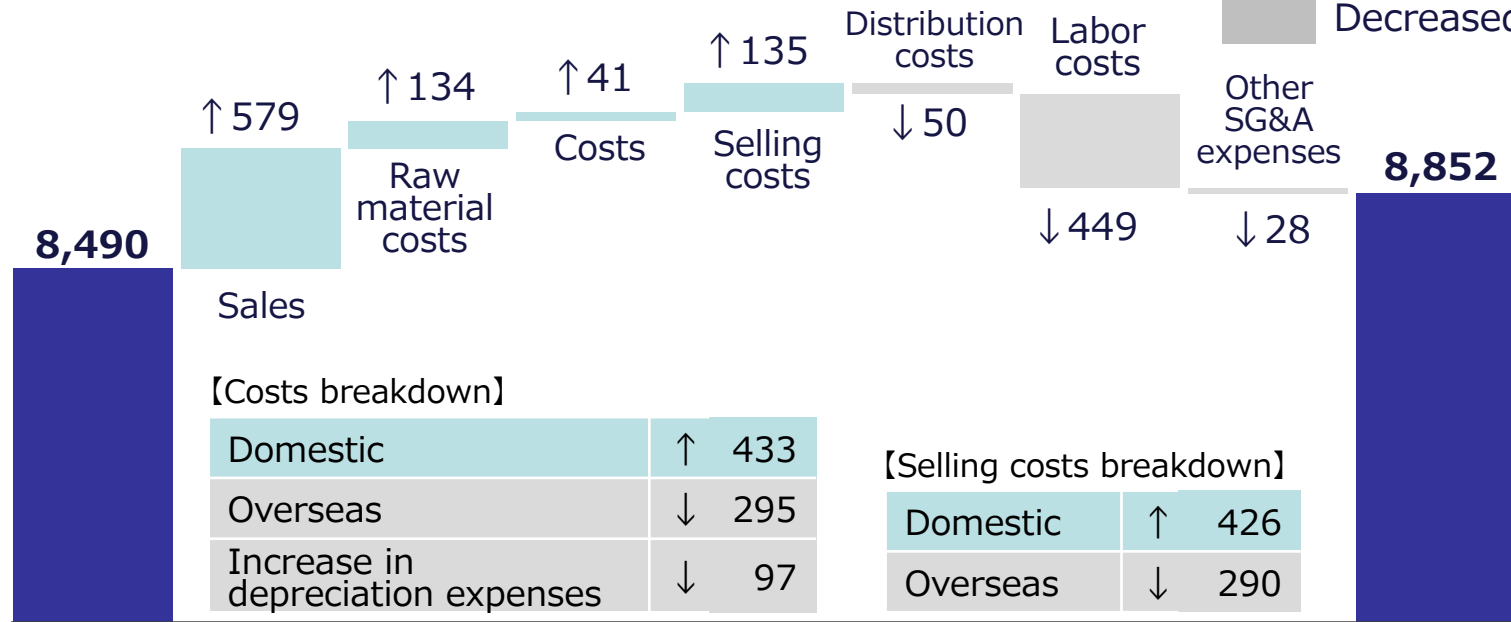 Decreased
8,490
↑ 579
Sales
↑ 134
Raw
material
costs
↑ 41
Costs
↑ 135
Selling
costs
Distribution
costs
↓ 50
Labor
costs
↓ 449
Other
SG&A
expenses
↓ 28
8,852
【Costs breakdown】
Domestic ↑ 433
Overseas ↓ 295
Increase in
depreciation expenses ↓ 97
【Selling costs breakdown】
Domestic ↑ 426
Overseas ↓ 290